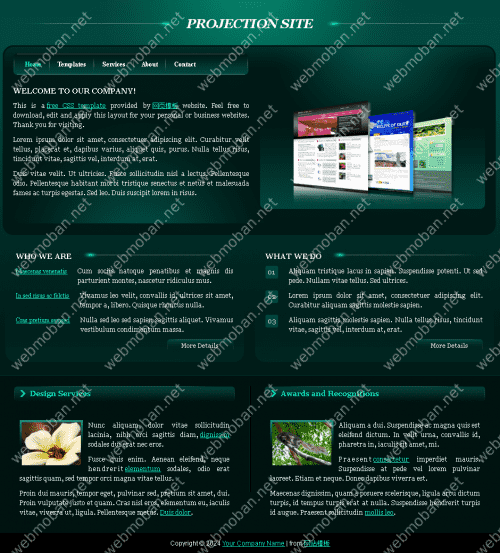 PROJECTION SITE
Home Templates Services About Contact
WELCOME TO OUR COMPANY!
This is a free CSS template provided by 网页模板 website. Feel free to
download, edit and apply this layout for your personal or business websites.
Thank you for visiting.
Lorem ipsum dolor sit amet, consectetuer adipiscing elit. Curabitur velit
tellus, placerat et, dapibus varius, aliquet quis, purus. Nulla tellus risus,
tincidunt vitae, sagittis vel, interdum at, erat.
Duis vitae velit. Ut ultricies. Fusce sollicitudin nisl a lectus. Pellentesque
odio. Pellentesque habitant morbi tristique senectus et netus et malesuada
fames ac turpis egestas. Sed leo. Duis suscipit lorem in risus.
WHO WE ARE
Maecenas venenatis
Cum sociis natoque penatibus et magnis dis
parturient montes, nascetur ridiculus mus.
In sed risus ac felis
Vivamus leo velit, convallis id, ultrices sit amet,
tempor a, libero. Quisque rhoncus nulla.
Cras pretium
Nulla sed leo sed sapien sagittis aliquet. Vivamus
vestibulum condimentum massa.
More Details
WHAT WE DO
01 Aliquam tristique lacus in sapien. Suspendisse potenti. Ut sed
pede. Nullam vitae tellus. Sed ultrices.
02 Lorem ipsum dolor sit amet, consectetuer adipiscing elit.
Curabitur aliquam sagittis molestie sapien.
03 Aliquam sagittis molestie sapien. Nulla tellus risus, tincidunt
vitae, sagittis vel, interdum at, erat.
More Details
Design Services
Nunc aliquam, dolor vitae sollicitudin
lacinia, nibh orci sagittis diam, dignissim
sodales dui erat nec eros.
Fusce quis enim. Aenean eleifend, neque
hendrerit elementum sodales, odio erat
sagittis quam, sed tempor orci magna vitae tellus.
Proin dui mauris, tempor eget, pulvinar sed, pretium sit amet, dui.
Proin vulputate justo et quam. Cras nisl eros, elementum eu, iaculis
vitae, viverra ut, ligula. Pellentesque metus. Duis dolor.
Awards and Recognitions
Aliquam a dui. Suspendisse ac magna quis est
eleifend dictum. In velit urna, convallis id,
pharetra in, iaculis sit amet, mi.
Praesent consectetur imperdiet mauris.
Suspendisse at pede vel lorem pulvinar
laoreet. Etiam et neque. Donec dapibus viverra est.
Maecenas dignissim, quam a posuere scelerisque, ligula arcu dictum
turpis, id tempus turpis erat at nulla. Suspendisse hendrerit turpis
id augue. Praesent sollicitudin mollis leo.
Copyright © 2024 Your Company Name | from 网站模板
webmoban.net